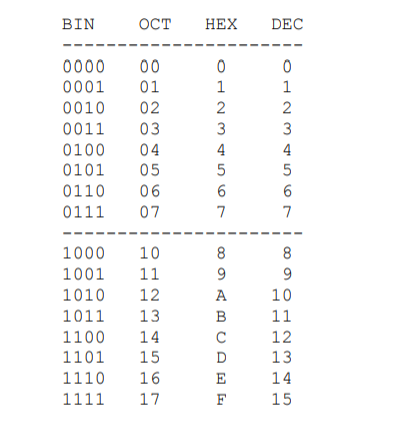 BIN OCT HEX DEC
----------------------
0000 00 0 0
0001 01 1 1
0010 02 2 2
0011 03 3 3
0100 04 4 4
0101 05 5 5
0110 06 6 6
0111 07 7 7
----------------------
1000 10 8 8
1001 11 9 9
1010 12 A 10
1011 13 B 11
1100 14 C 12
1101 15 D 13
1110 16 E 14
1111 17 F 15